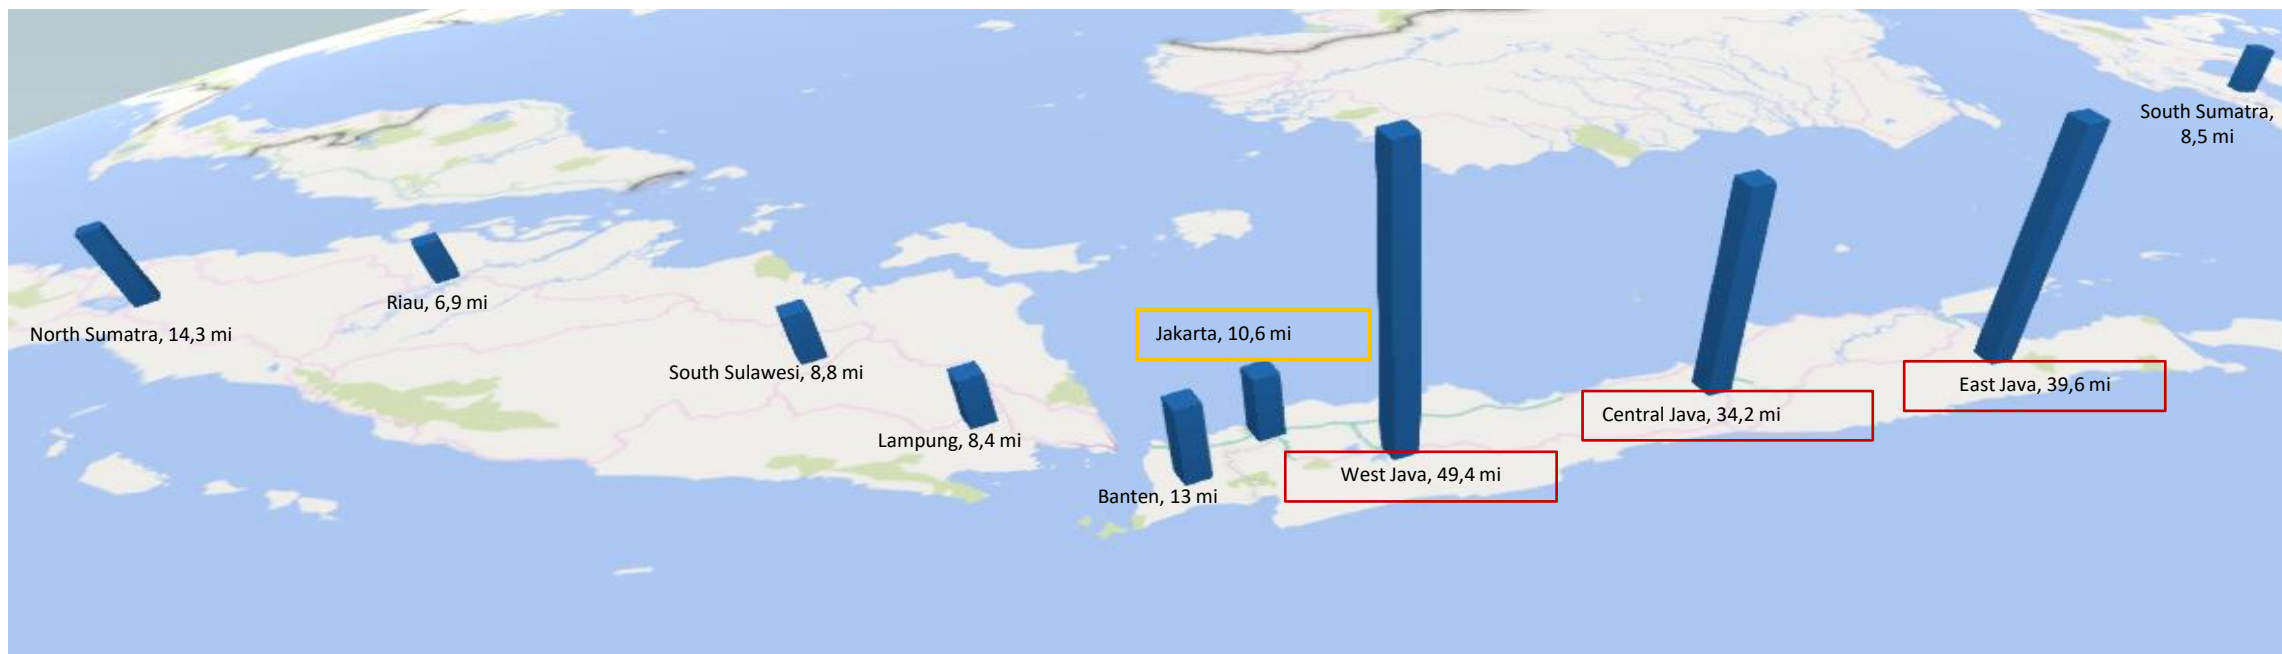 South Sumatra,
8,5 mi
Riau, 6,9 mi
North Sumatra, 14,3 mi
Jakarta, 10,6 mi
South Sulawesi, 8,8 mi
East Java, 39,6 mi
Central Java, 34,2 mi
Lampung, 8,4 mi
West Java, 49,4 mi
Banten, 13 mi